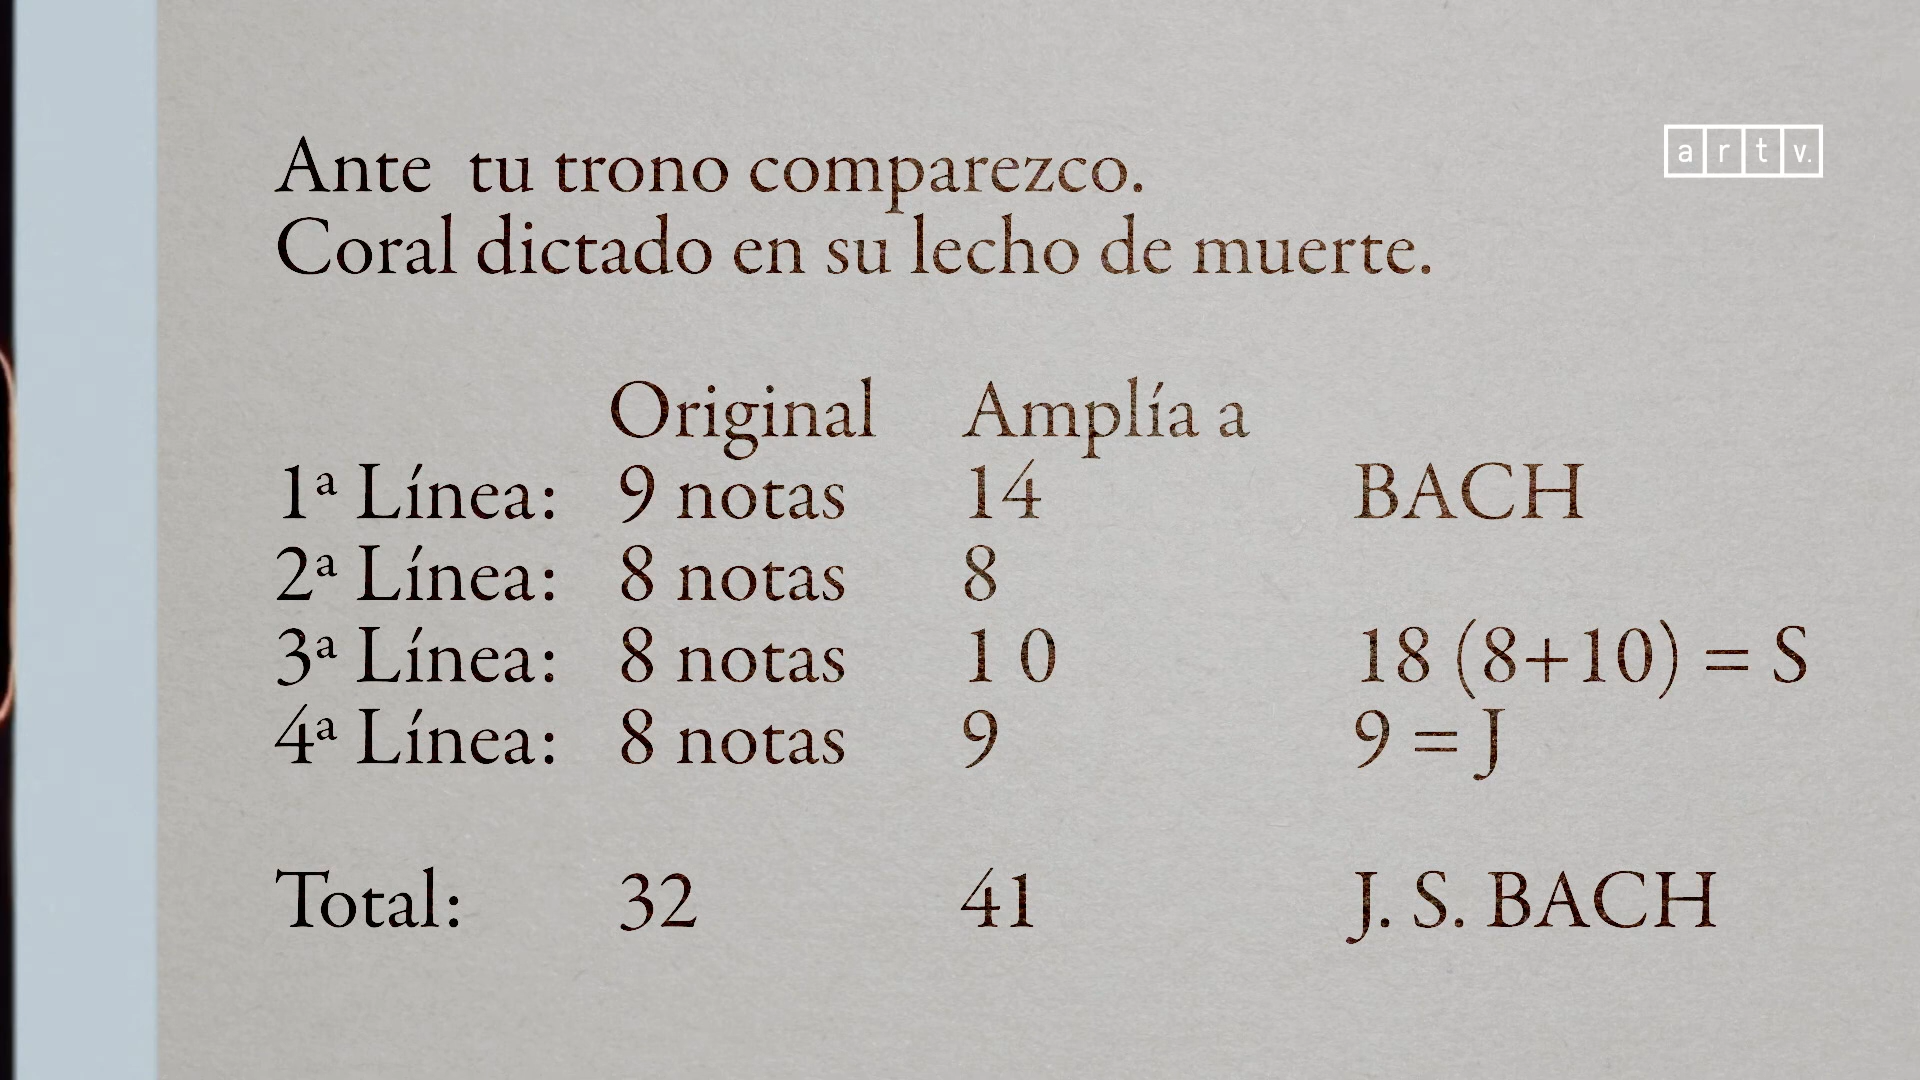 artv.
Ante tu trono comparezco.
Coral dictado en su lecho de muerte.
Original Amplía a
1ª Línea: 9 notas 14 BACH
2ª Línea: 8 notas 8
3ª Línea: 8 notas 1 0 18 (8+10) = S
4ª Línea: 8 notas 9 9 = J
Total: 32 41 J. S. BACH